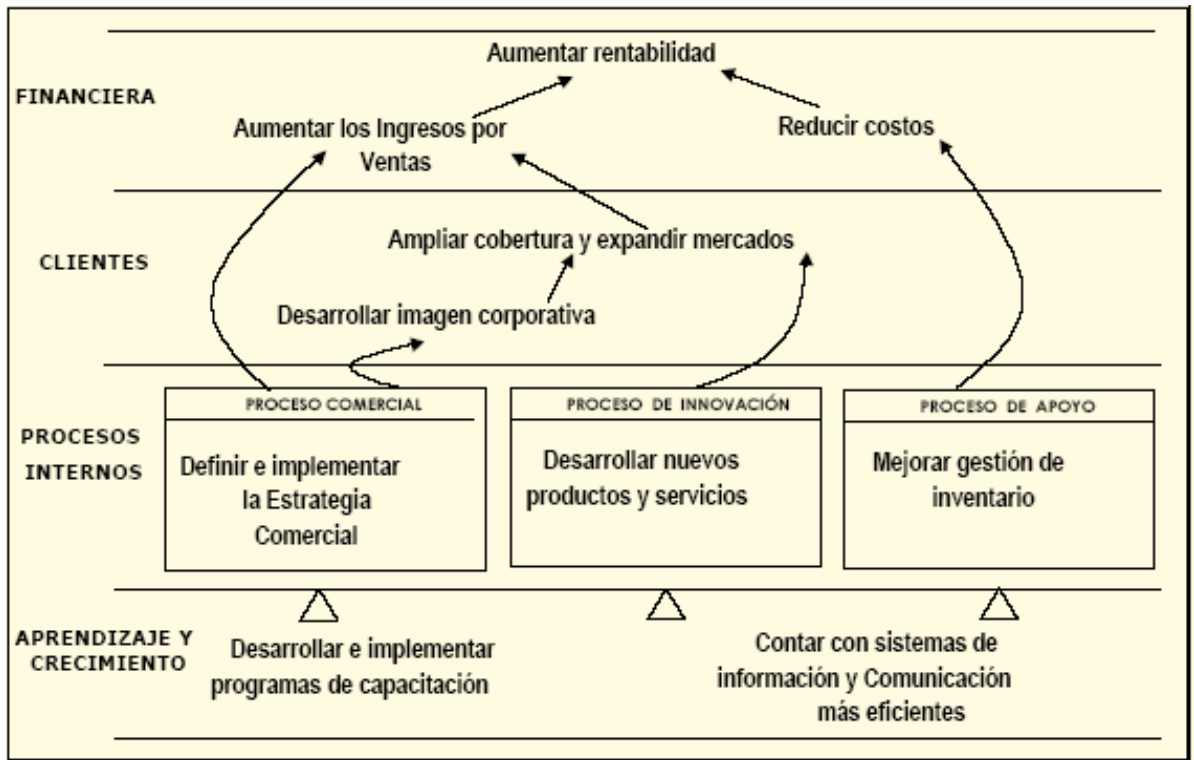 Aumentar rentabilidad
FINANCIERA
Aumentar los Ingresos por
Ventas
Reducir costos
CLIENTES
Ampliar cobertura y expandir mercados
Desarrollar imagen corporativa
PROCESOS
INTERNOS
PROCESO COMERCIAL
Definir e implementar
la Estrategia
Comercial
PROCESO DE INNOVACIÓN
Desarrollar nuevos
productos y servicios
PROCESO DE APOYO
Mejorar gestión de
inventario
APRENDIZAJE Y
CRECIMIENTO
Desarrollar e implementar
programas de capacitación
Contar con sistemas de
información y Comunicación
más eficientes